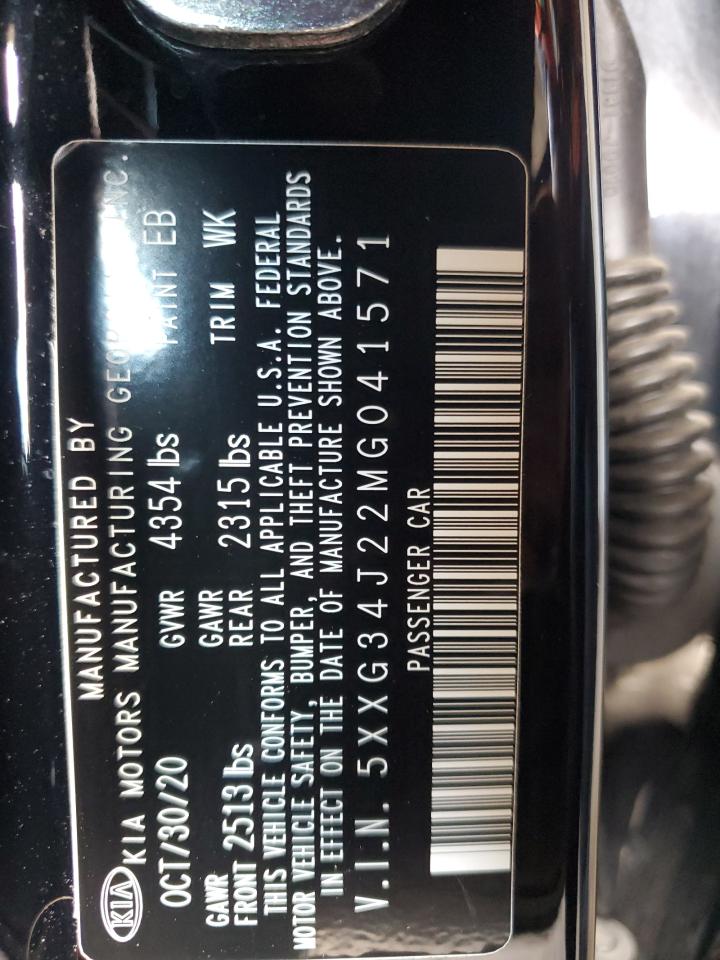 MANUFACTURED BY
KIA KIA MOTORS MANUFACTURING INC.
OCT/30/20 GVWR 4354 lbs PAINT EB
GAWR FRONT 2513 lbs GAWR REAR 2315 lbs TRIM WK
THIS VEHICLE CONFORMS TO ALL APPLICABLE U.S.A. FEDERAL
MOTOR VEHICLE SAFETY, BUMPER, AND THEFT PREVENTION STANDARDS
IN EFFECT ON THE DATE OF MANUFACTURE SHOWN ABOVE.
V.I.N. 5XXG34J22MG041571
PASSENGER CAR